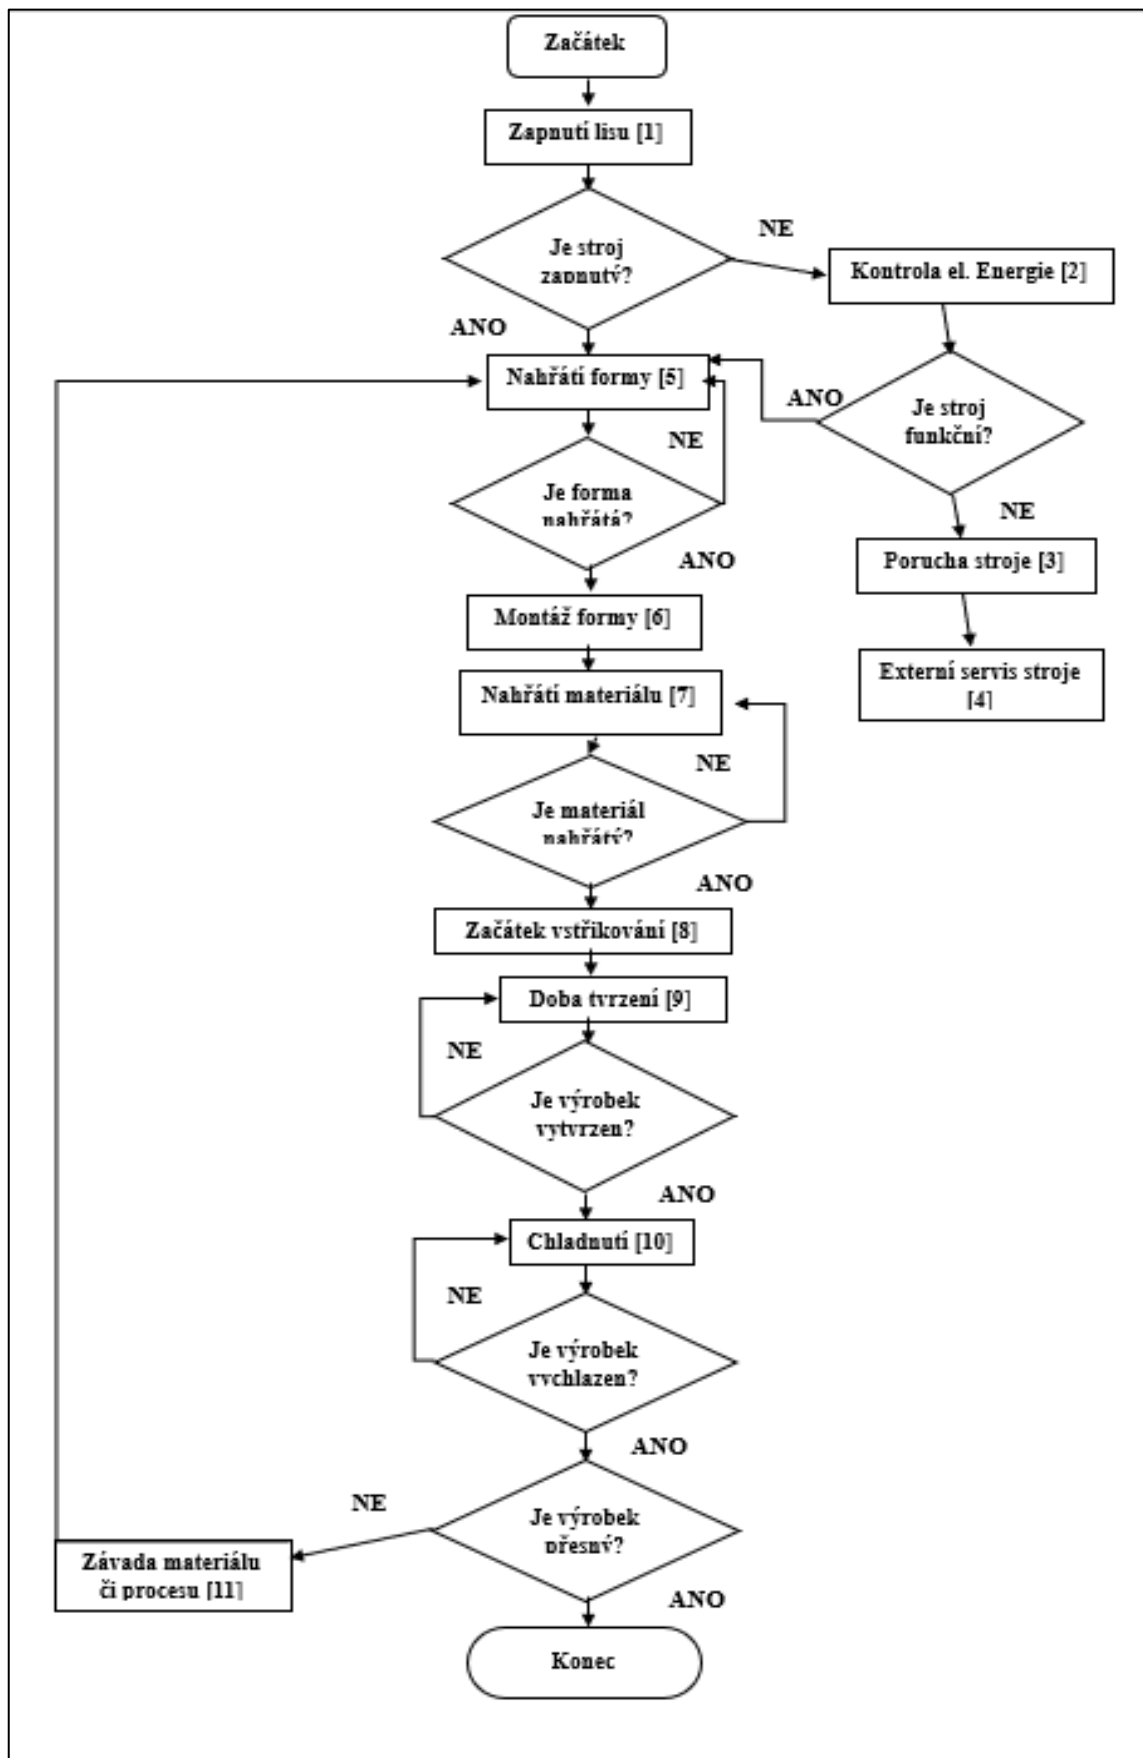 Začátek
Zapnutí lisu [1]
Je stroj
zapnutý?
NE
Kontrola el. Energie [2]
ANO
Nahřátí formy [5]
ANO
Je stroj
funkční?
NE
Je forma
nahřátá?
NE
ANO
Porucha stroje [3]
Montáž formy [6]
Externí servis stroje
[4]
Nahřátí materiálu [7]
NE
Je materiál
nahřátý?
ANO
Začátek vstřikování [8]
Doba tvrzení [9]
NE
Je výrobek
vytvrzen?
ANO
Chladnutí [10]
NE
Je výrobek
vychlazen?
ANO
NE
Je výrobek
přesný?
Závada materiálu
či procesu [11]
ANO
Konec